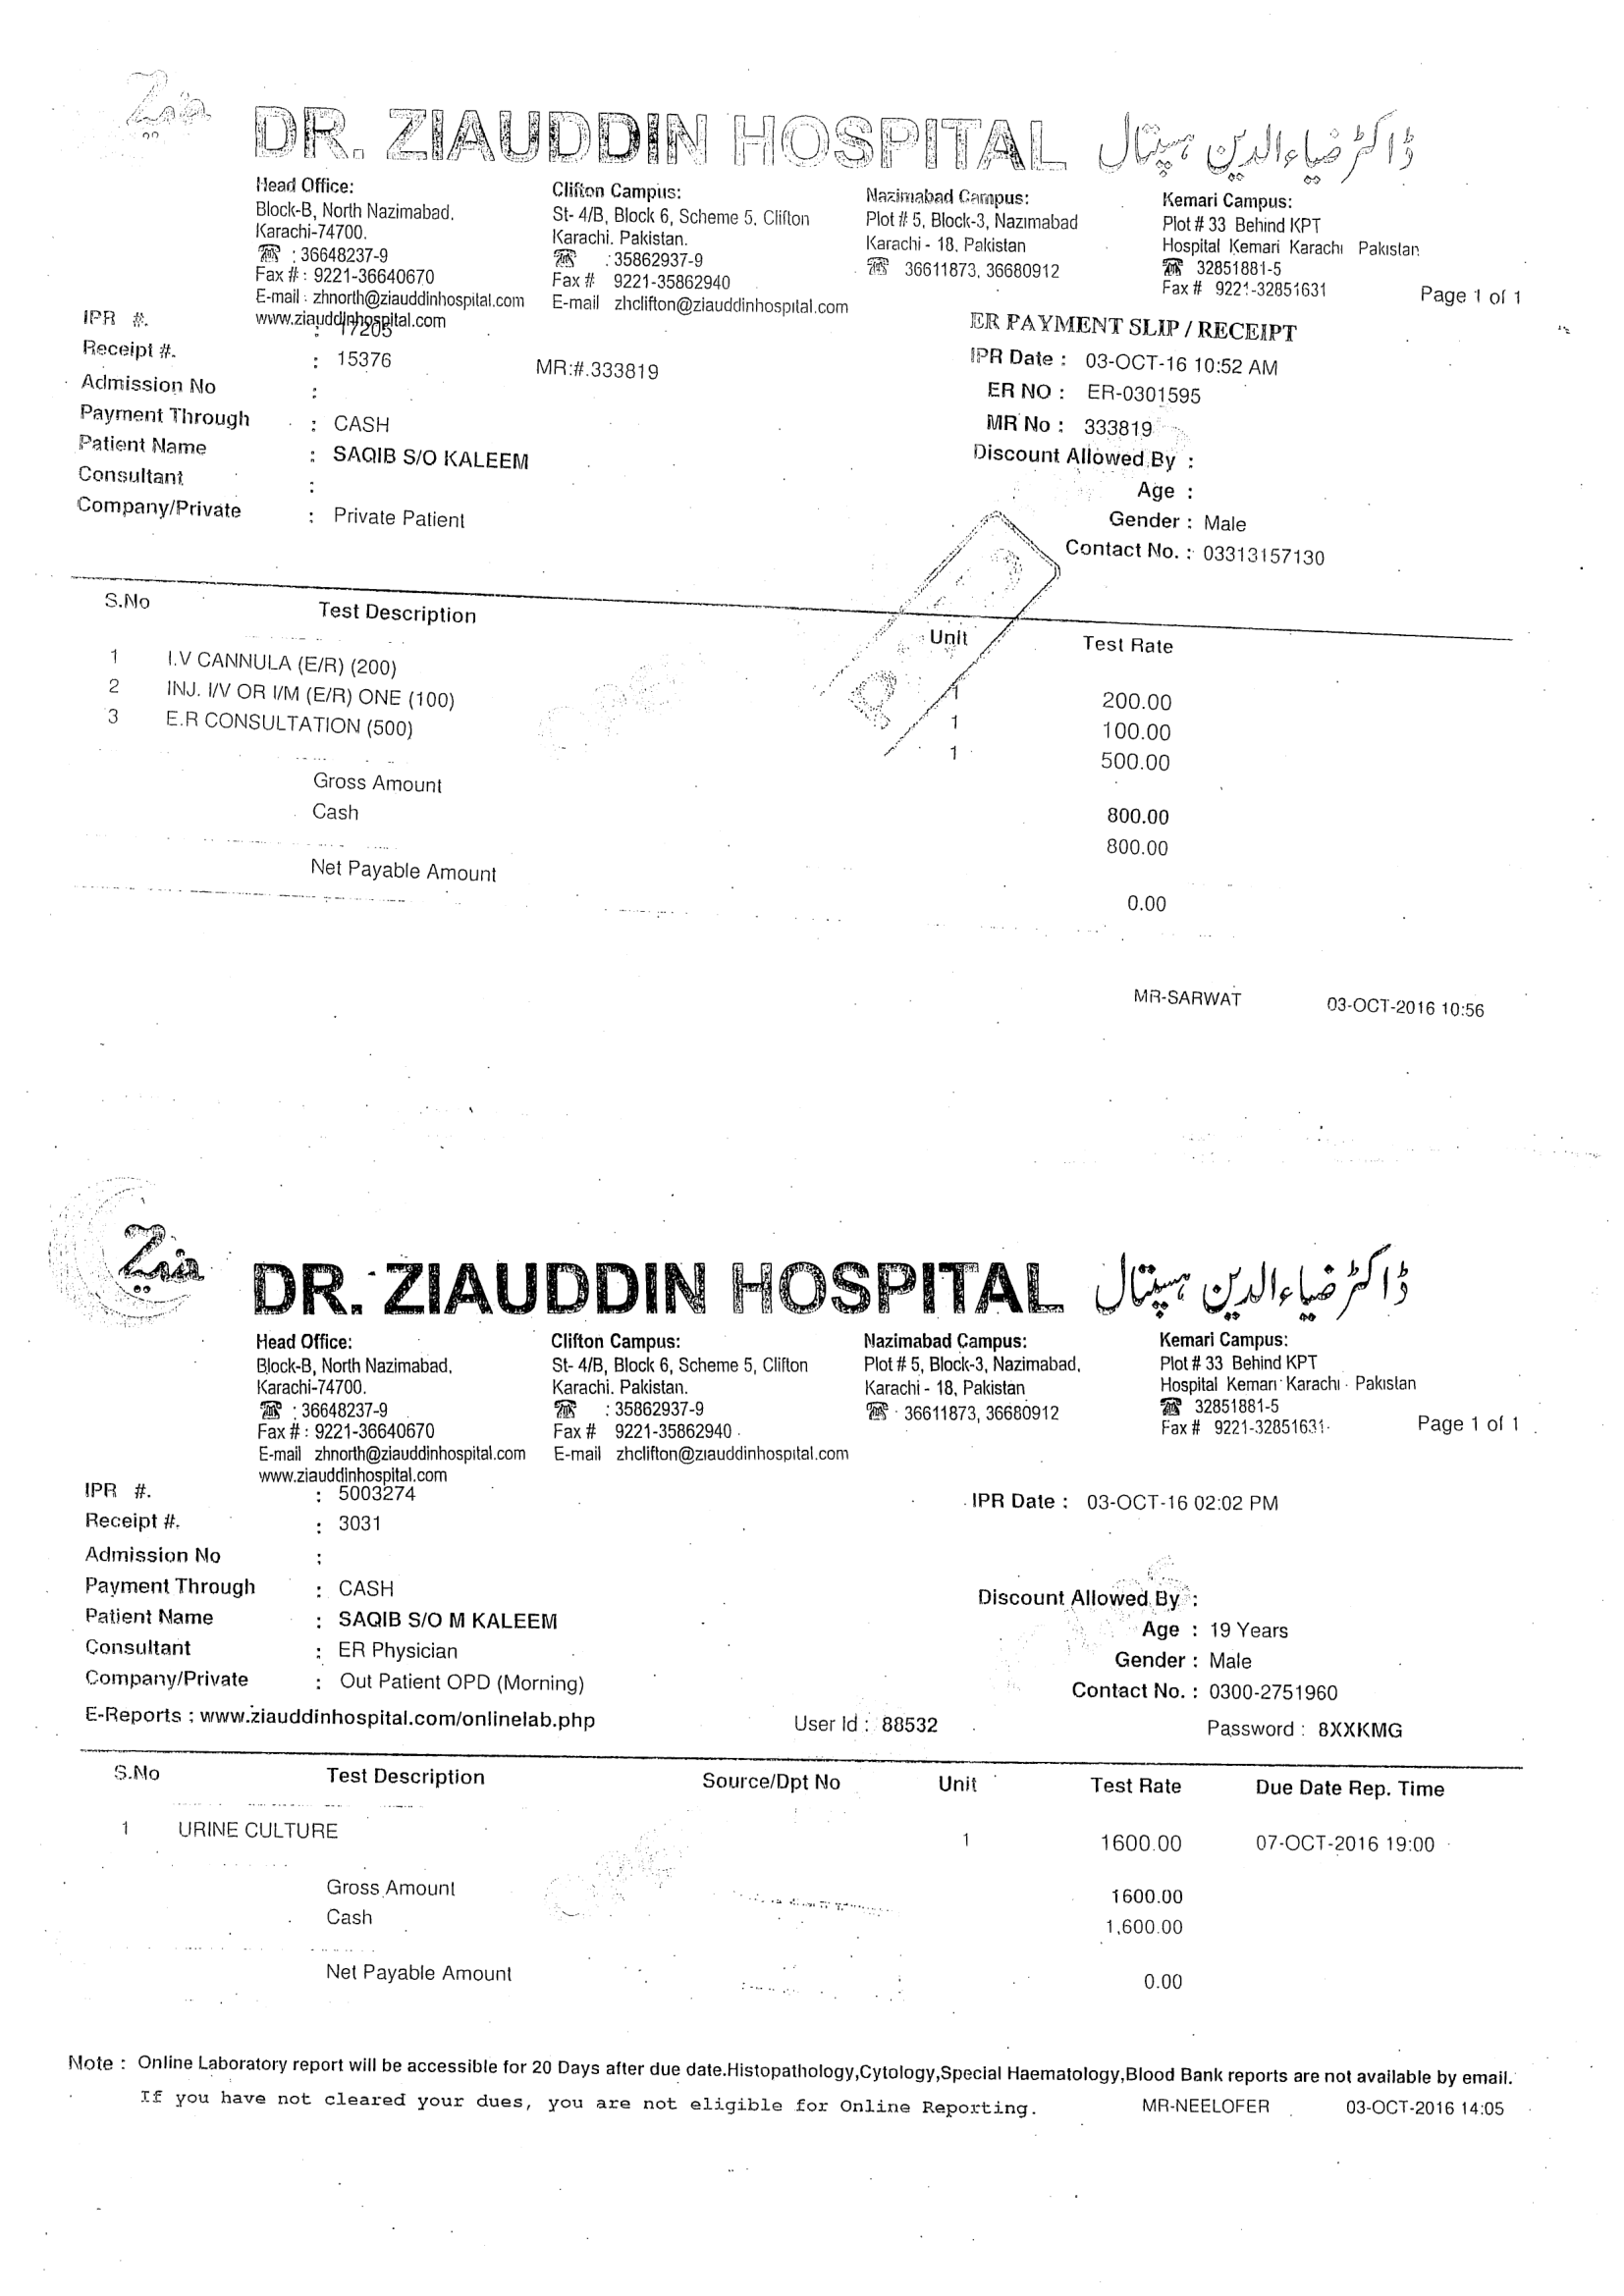 ضیاء
DR. ZIAUDDIN HOSPITAL ڈاکٹر ضیاءالدین ہسپتال
Head Office: Clifton Campus: Nazimabad Campus: Kemari Campus:
Block-B, North Nazimabad, St- 4/B, Block 6, Scheme 5, Clifton Plot # 5, Block-3, Nazimabad Plot # 33 Behind KPT
Karachi-74700. Karachi. Pakistan. Karachi - 18, Pakistan Hospital Kemari Karachi Pakistan
☎ : 36648237-9 ☎ : 35862937-9 ☎ 36611873, 36680912 ☎ 32851881-5
Fax # : 9221-36640670 Fax # 9221-35862940 Fax # 9221-32851631 Page 1 of 1
E-mail : zhnorth@ziauddinhospital.com E-mail zhclifton@ziauddinhospital.com
www.ziauddinhospital.com
ER PAYMENT SLIP / RECEIPT
IPR #. : 17205
Receipt #. : 15376 MR:#.333819 IPR Date : 03-OCT-16 10:52 AM
Admission No : ER NO : ER-0301595
Payment Through : CASH MR No : 333819
Patient Name : SAQIB S/O KALEEM Discount Allowed By :
Consultant : Age :
Company/Private : Private Patient Gender : Male
Contact No. : 03313157130
S.No Test Description Unit Test Rate
1 I.V CANNULA (E/R) (200) 1 200.00
2 INJ. I/V OR I/M (E/R) ONE (100) 1 100.00
3 E.R CONSULTATION (500) 1 500.00
Gross Amount 800.00
Cash 800.00
Net Payable Amount 0.00
MR-SARWAT 03-OCT-2016 10:56
ضیاء
DR. ZIAUDDIN HOSPITAL ڈاکٹر ضیاءالدین ہسپتال
Head Office: Clifton Campus: Nazimabad Campus: Kemari Campus:
Block-B, North Nazimabad, St- 4/B, Block 6, Scheme 5, Clifton Plot # 5, Block-3, Nazimabad, Plot # 33 Behind KPT
Karachi-74700. Karachi. Pakistan. Karachi - 18, Pakistan Hospital Kemari Karachi - Pakistan
☎ : 36648237-9 ☎ : 35862937-9 ☎ 36611873, 36680912 ☎ 32851881-5
Fax # : 9221-36640670 Fax # 9221-35862940 Fax # 9221-32851631 Page 1 of 1
E-mail zhnorth@ziauddinhospital.com E-mail zhclifton@ziauddinhospital.com
www.ziauddinhospital.com
IPR #. : 5003274 IPR Date : 03-OCT-16 02:02 PM
Receipt #. : 3031
Admission No :
Payment Through : CASH Discount Allowed By :
Patient Name : SAQIB S/O M KALEEM Age : 19 Years
Consultant : ER Physician Gender : Male
Company/Private : Out Patient OPD (Morning) Contact No. : 0300-2751960
E-Reports : www.ziauddinhospital.com/onlinelab.php User Id : 88532 Password : 8XXKMG
S.No Test Description Source/Dpt No Unit Test Rate Due Date Rep. Time
1 URINE CULTURE 1 1600.00 07-OCT-2016 19:00
Gross Amount 1600.00
Cash 1,600.00
Net Payable Amount 0.00
Note : Online Laboratory report will be accessible for 20 Days after due date.Histopathology,Cytology,Special Haematology,Blood Bank reports are not available by email.
If you have not cleared your dues, you are not eligible for Online Reporting. MR-NEELOFER 03-OCT-2016 14:05